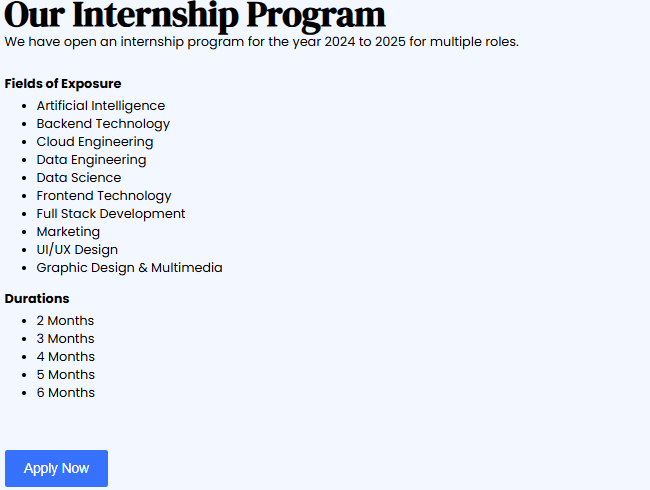 Our Internship Program
We have open an internship program for the year 2024 to 2025 for multiple roles.
Fields of Exposure
Artificial Intelligence
Backend Technology
Cloud Engineering
Data Engineering
Data Science
Frontend Technology
Full Stack Development
Marketing
UI/UX Design
Graphic Design & Multimedia
Durations
2 Months
3 Months
4 Months
5 Months
6 Months
Apply Now